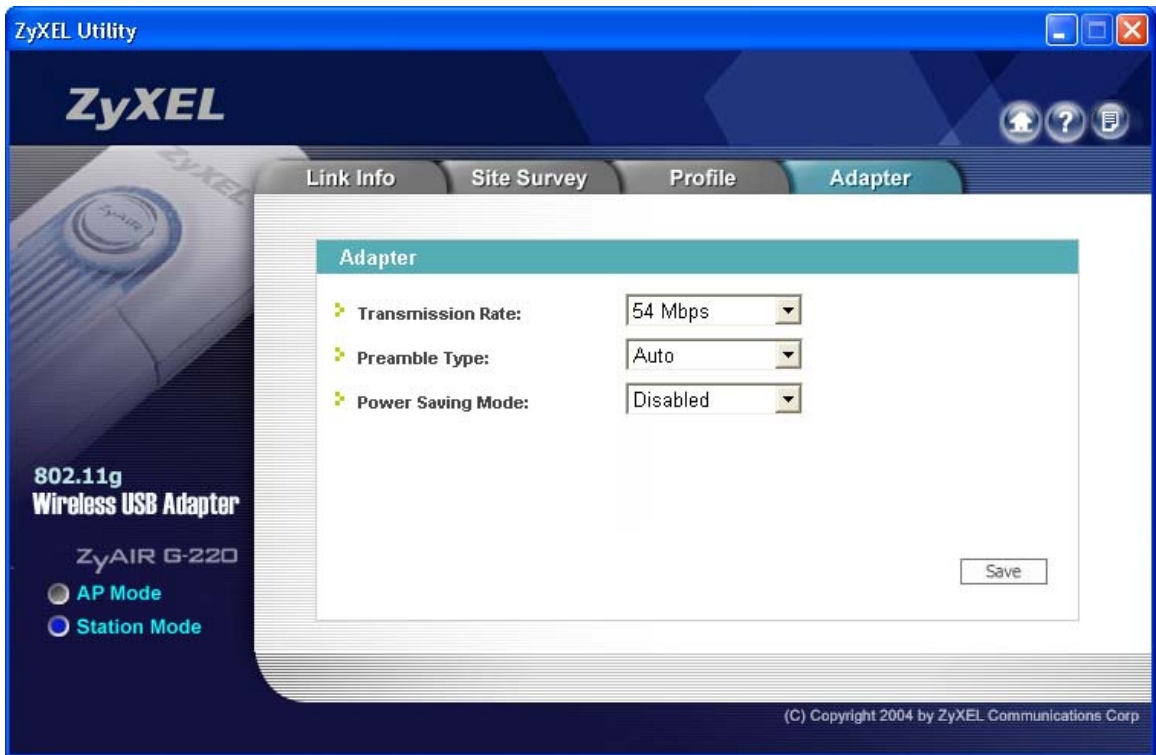 ZyXEL Utility
ZyXEL
?
ZyXEL
ZyAIR
Link Info
Site Survey
Profile
Adapter
Adapter
Transmission Rate:
54 Mbps
Preamble Type:
Auto
Power Saving Mode:
Disabled
802.11g
Wireless USB Adapter
ZyAIR G-220
AP Mode
Station Mode
Save
(C) Copyright 2004 by ZyXEL Communications Corp